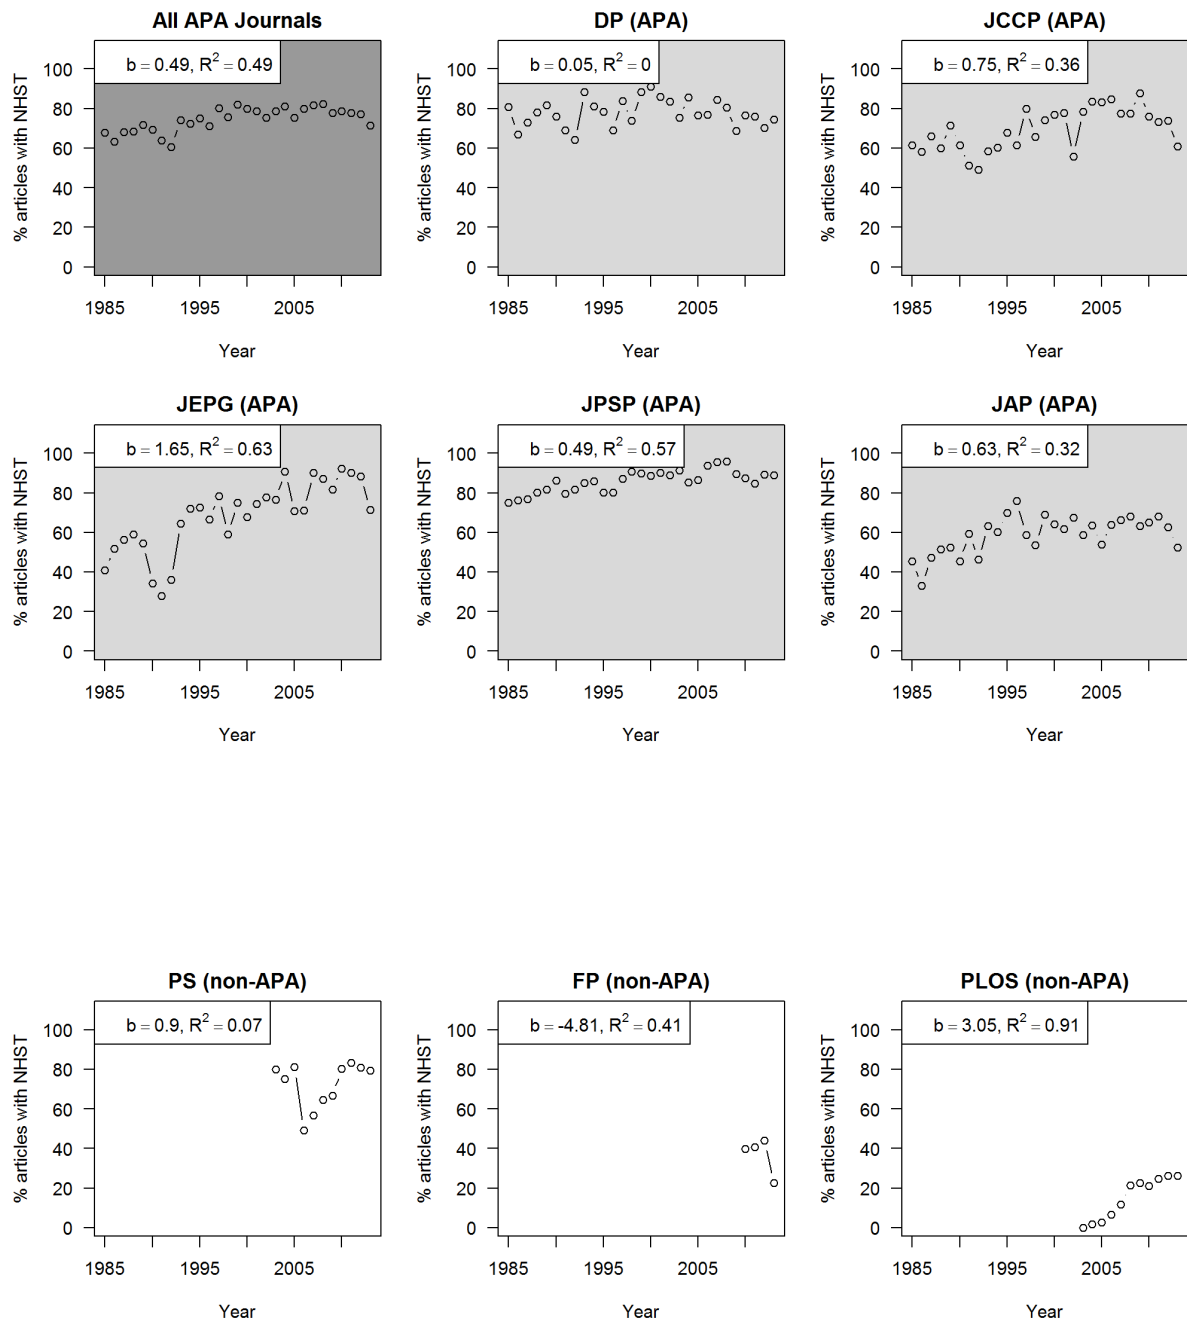 All APA Journals
b = 0.49, R² = 0.49
% articles with NHST
100
80
60
40
20
0
1985 1995 2005
Year
DP (APA)
b = 0.05, R² = 0
% articles with NHST
100
80
60
40
20
0
1985 1995 2005
Year
JCCP (APA)
b = 0.75, R² = 0.36
% articles with NHST
100
80
60
40
20
0
1985 1995 2005
Year
JEPG (APA)
b = 1.65, R² = 0.63
% articles with NHST
100
80
60
40
20
0
1985 1995 2005
Year
JPSP (APA)
b = 0.49, R² = 0.57
% articles with NHST
100
80
60
40
20
0
1985 1995 2005
Year
JAP (APA)
b = 0.63, R² = 0.32
% articles with NHST
100
80
60
40
20
0
1985 1995 2005
Year
PS (non-APA)
b = 0.9, R² = 0.07
% articles with NHST
100
80
60
40
20
0
1985 1995 2005
Year
FP (non-APA)
b = -4.81, R² = 0.41
% articles with NHST
100
80
60
40
20
0
1985 1995 2005
Year
PLOS (non-APA)
b = 3.05, R² = 0.91
% articles with NHST
100
80
60
40
20
0
1985 1995 2005
Year